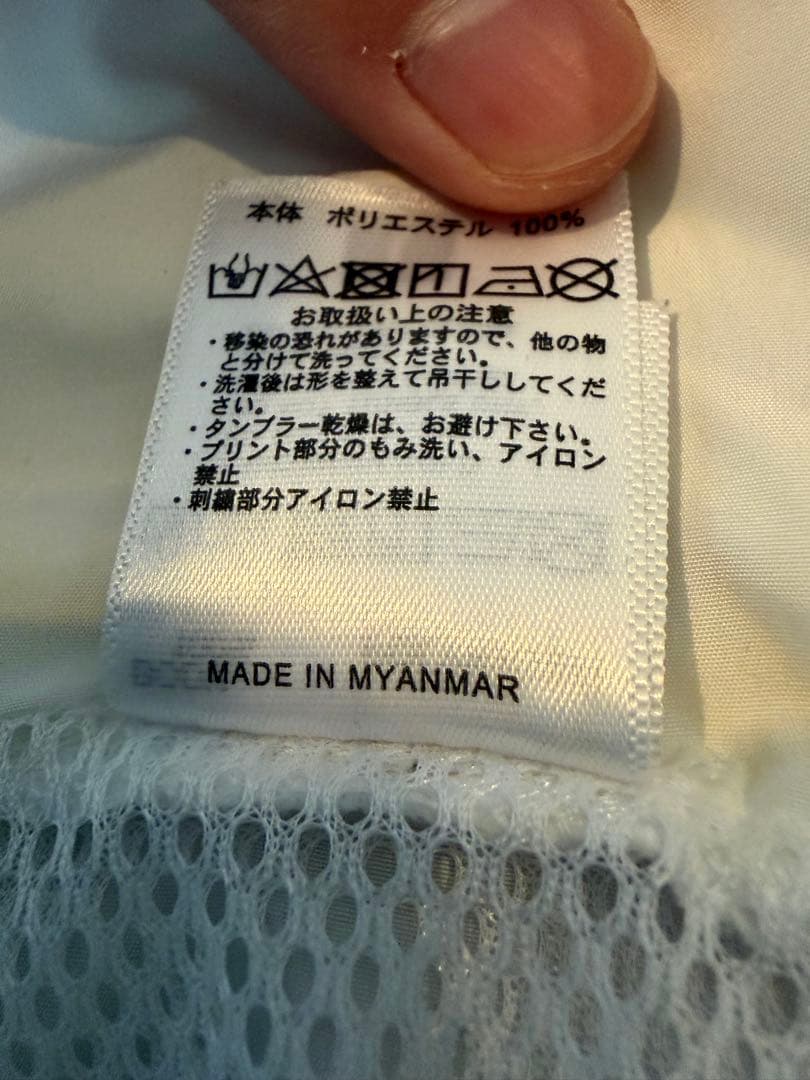 本体 ポリエステル 100%
お取扱い上の注意
・移染の恐れがありますので、他の物
と分けて洗ってください。
・洗濯後は形を整えて吊干ししてくだ
さい。
・タンブラー乾燥は、お避け下さい。
・プリント部分のもみ洗い、アイロン
禁止
・刺繍部分アイロン禁止
MADE IN MYANMAR